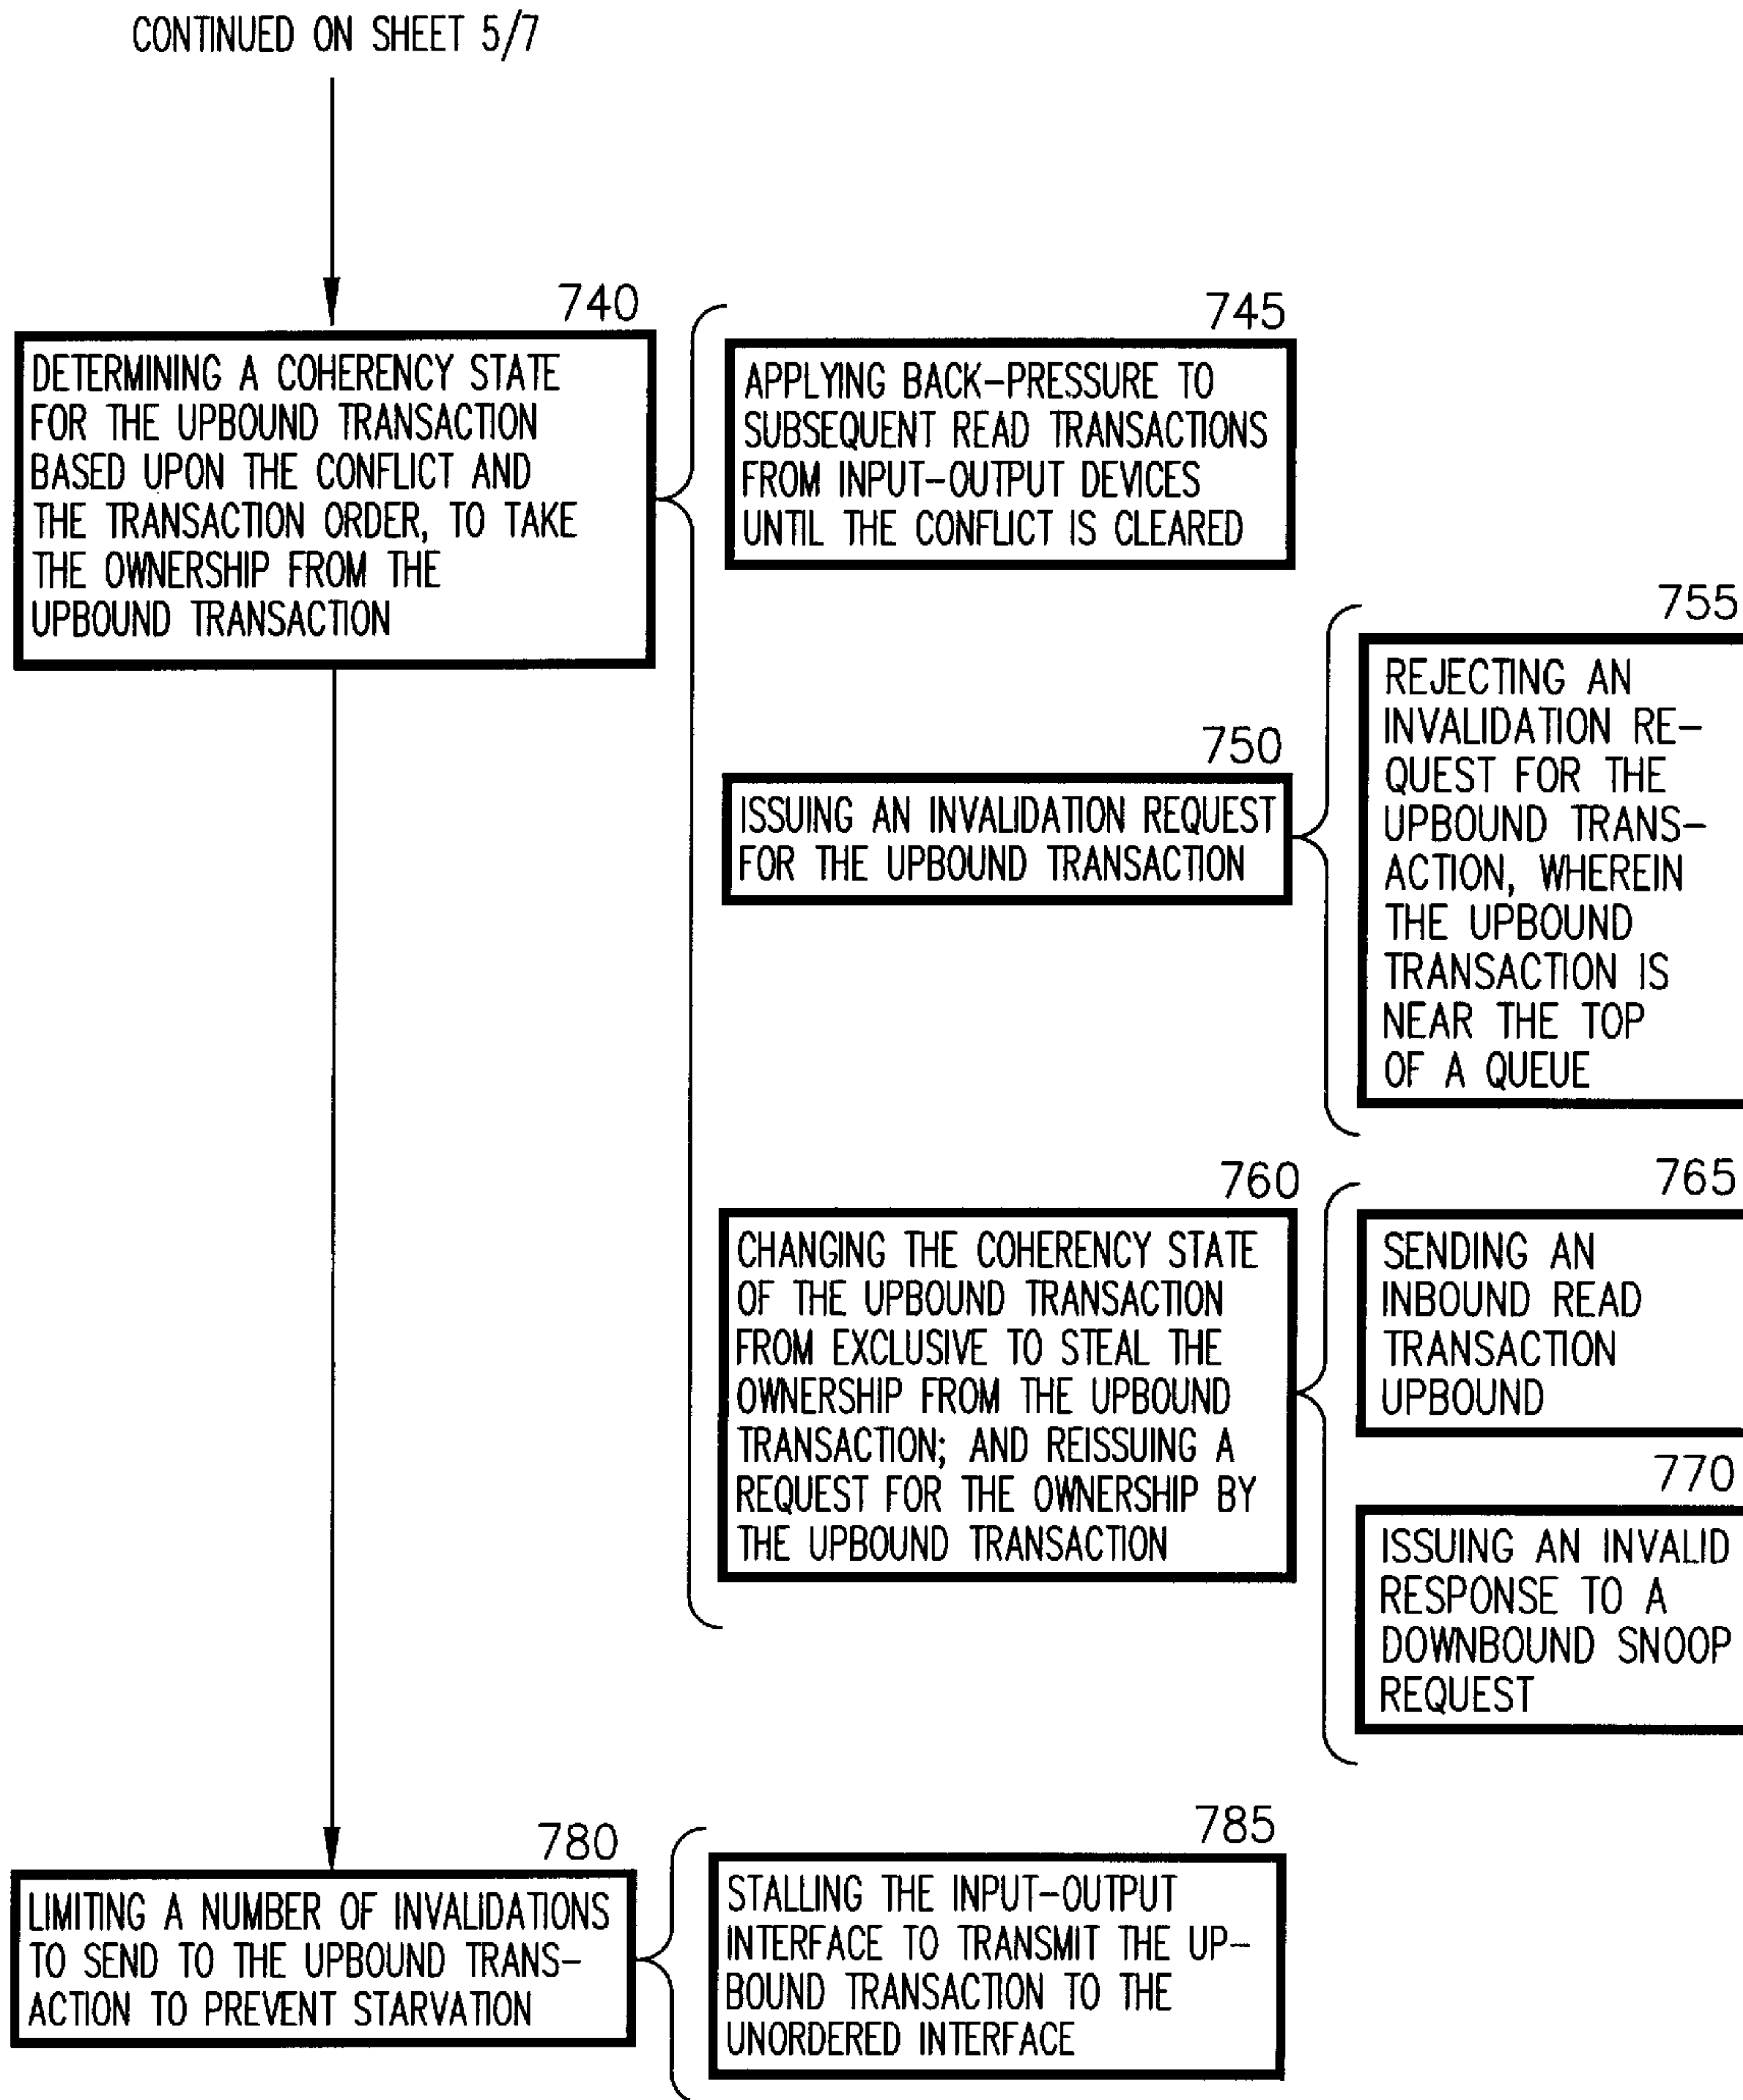 CONTINUED ON SHEET 5/7
740
DETERMINING A COHERENCY STATE
FOR THE UPBOUND TRANSACTION
BASED UPON THE CONFLICT AND
THE TRANSACTION ORDER, TO TAKE
THE OWNERSHIP FROM THE
UPBOUND TRANSACTION
745
APPLYING BACK-PRESSURE TO
SUBSEQUENT READ TRANSACTIONS
FROM INPUT-OUTPUT DEVICES
UNTIL THE CONFLICT IS CLEARED
750
ISSUING AN INVALIDATION REQUEST
FOR THE UPBOUND TRANSACTION
755
REJECTING AN
INVALIDATION RE-
QUEST FOR THE
UPBOUND TRANS-
ACTION, WHEREIN
THE UPBOUND
TRANSACTION IS
NEAR THE TOP
OF A QUEUE
760
CHANGING THE COHERENCY STATE
OF THE UPBOUND TRANSACTION
FROM EXCLUSIVE TO STEAL THE
OWNERSHIP FROM THE UPBOUND
TRANSACTION; AND REISSUING A
REQUEST FOR THE OWNERSHIP BY
THE UPBOUND TRANSACTION
765
SENDING AN
INBOUND READ
TRANSACTION
UPBOUND
770
ISSUING AN INVALID
RESPONSE TO A
DOWNBOUND SNOOP
REQUEST
780
LIMITING A NUMBER OF INVALIDATIONS
TO SEND TO THE UPBOUND TRANS-
ACTION TO PREVENT STARVATION
785
STALLING THE INPUT-OUTPUT
INTERFACE TO TRANSMIT THE UP-
BOUND TRANSACTION TO THE
UNORDERED INTERFACE